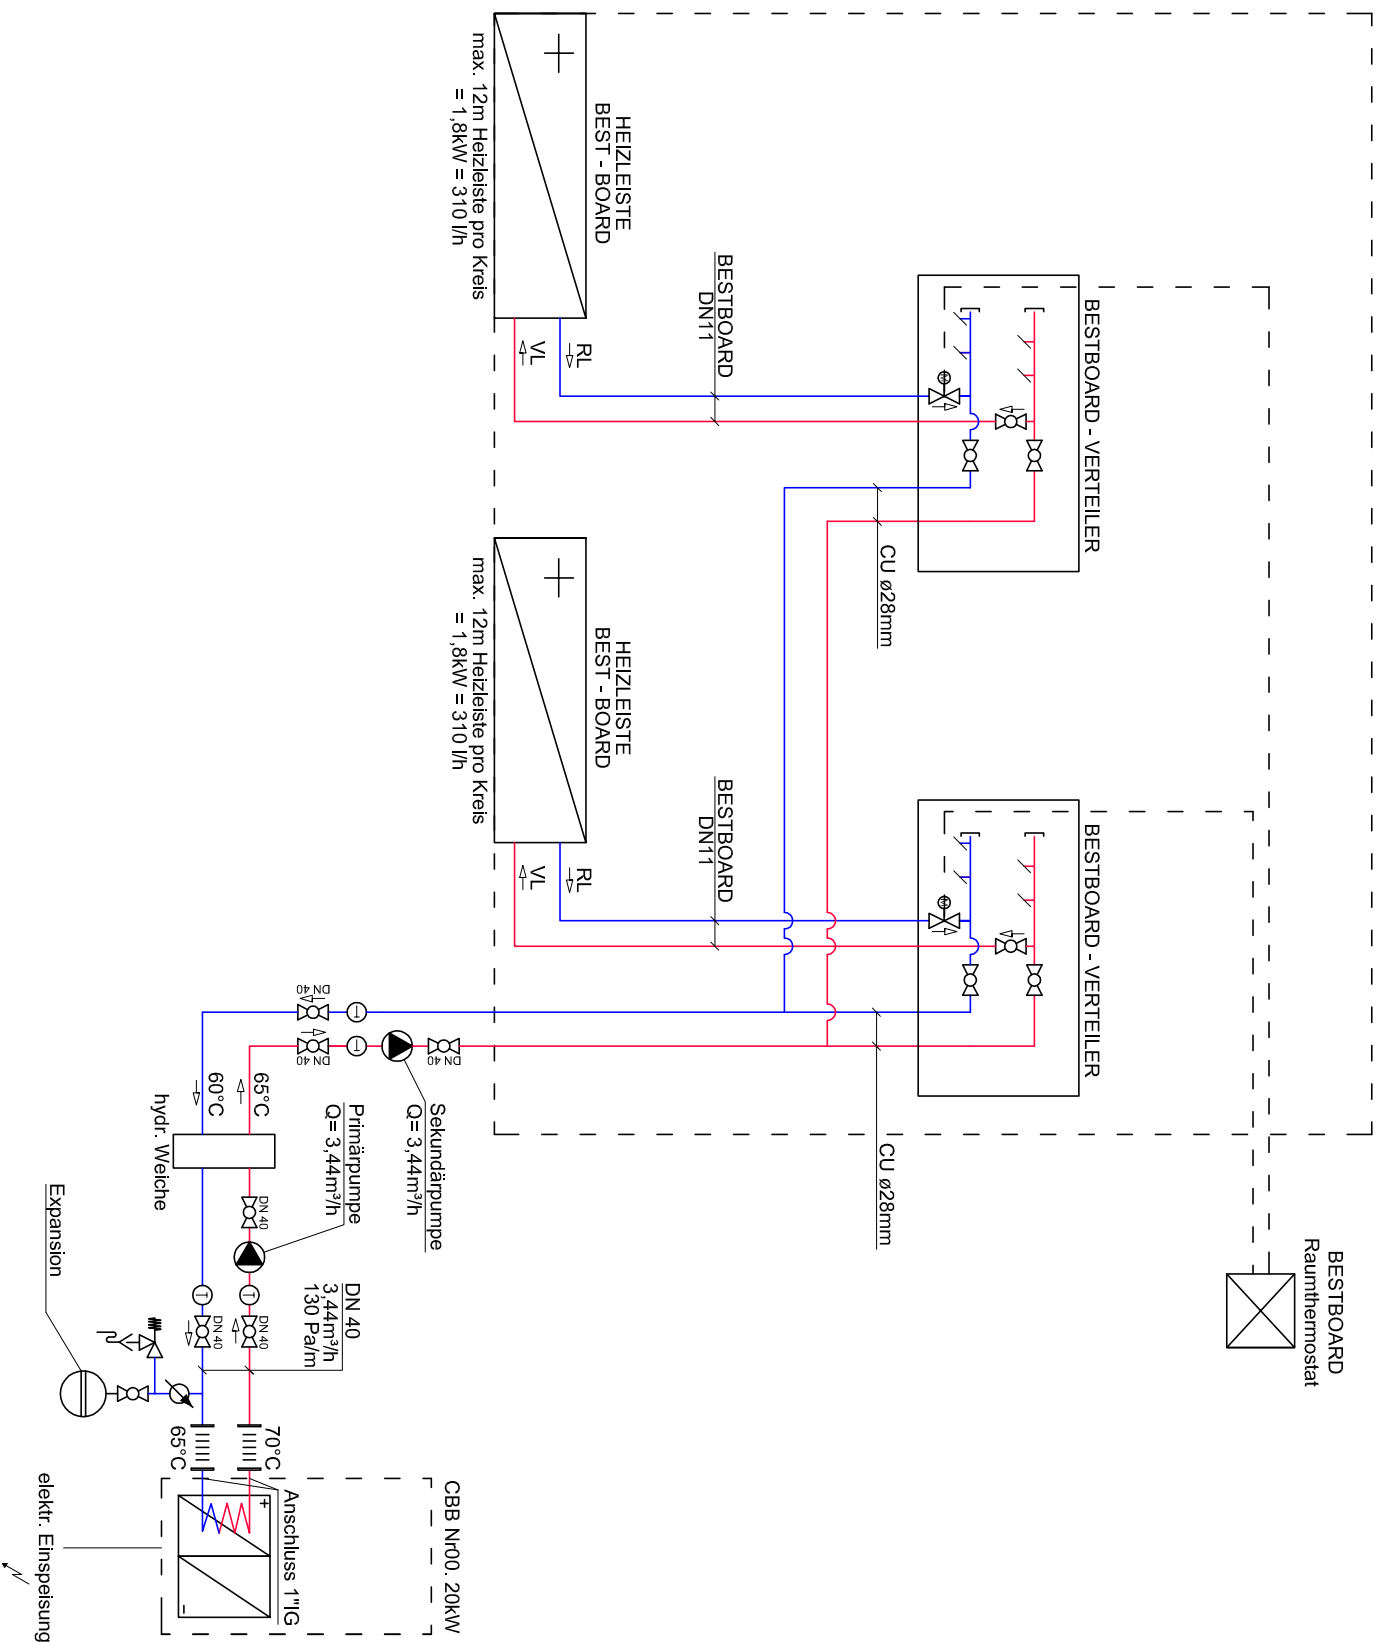 HEIZLEISTE
BEST - BOARD
max. 12m Heizleiste pro Kreis
= 1,8kW = 310 l/h
RL
VL
BESTBOARD
DN11
BESTBOARD - VERTEILER
M
CU ø28mm
HEIZLEISTE
BEST - BOARD
max. 12m Heizleiste pro Kreis
= 1,8kW = 310 l/h
RL
VL
BESTBOARD
DN11
BESTBOARD - VERTEILER
M
CU ø28mm
BESTBOARD
Raumthermostat
DN 40
T
DN 40
T
DN 40
Sekundärpumpe
Q= 3,44m³/h
Primärpumpe
Q= 3,44m³/h
65°C
60°C
hydr. Weiche
DN 40
T
DN 40
T
DN 40
DN 40
3,44m³/h
130 Pa/m
Expansion
70°C
65°C
CBB Nr00. 20kW
Anschluss 1"IG
+
-
elektr. Einspeisung